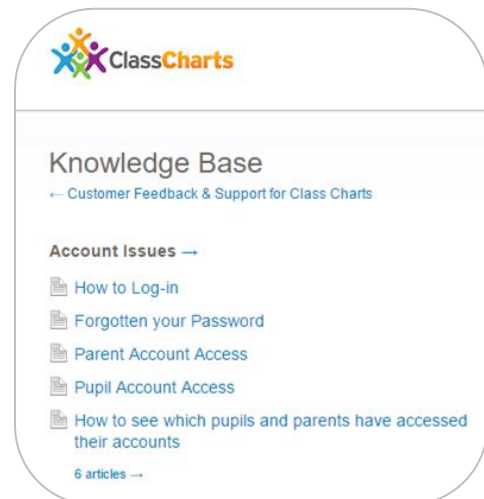 ClassCharts
Knowledge Base
← Customer Feedback & Support for Class Charts
Account Issues →
How to Log-in
Forgotten your Password
Parent Account Access
Pupil Account Access
How to see which pupils and parents have accessed
their accounts
6 articles →